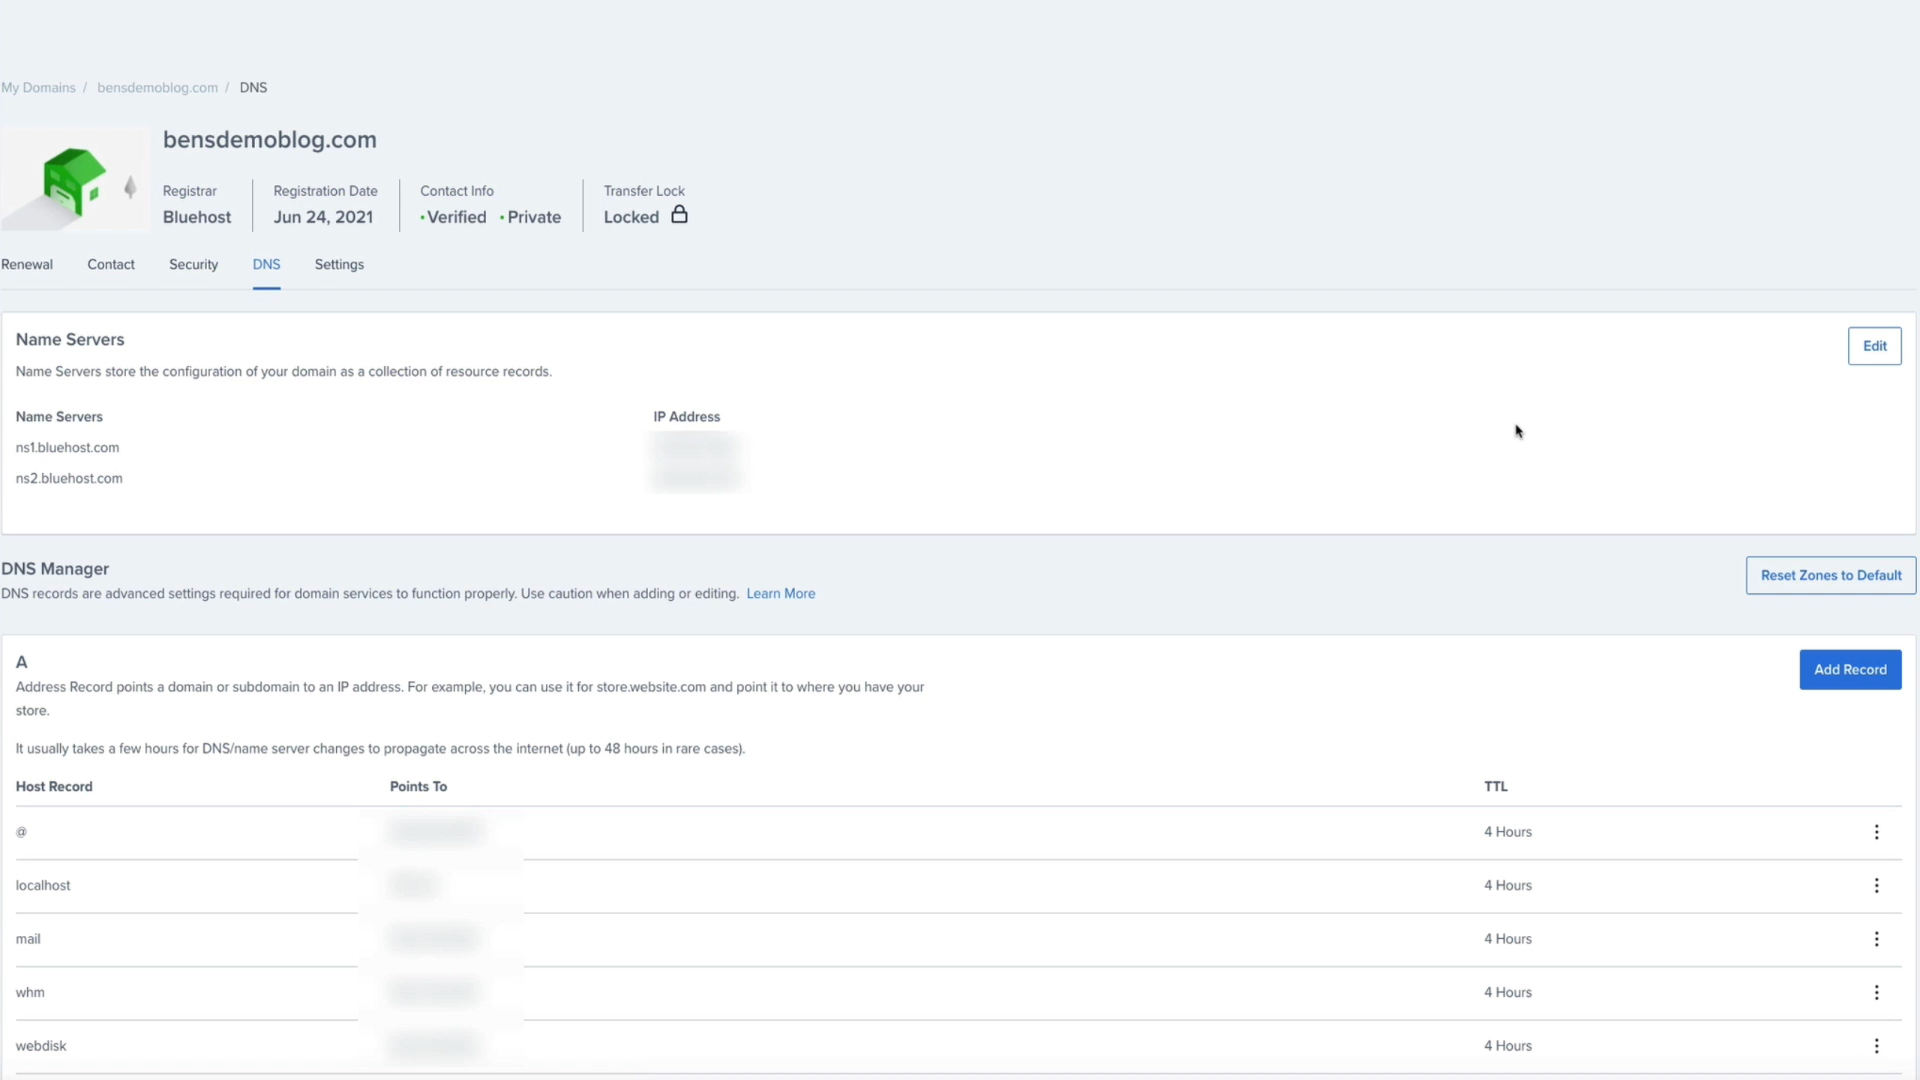 My Domains / bensdemoblog.com / DNS
bensdemoblog.com
Registrar
Bluehost
Registration Date
Jun 24, 2021
Contact Info
•Verified •Private
Transfer Lock
Locked
Renewal Contact Security DNS Settings
Name Servers
Edit
Name Servers store the configuration of your domain as a collection of resource records.
Name Servers IP Address
ns1.bluehost.com
ns2.bluehost.com
DNS Manager
Reset Zones to Default
DNS records are advanced settings required for domain services to function properly. Use caution when adding or editing. Learn More
A
Add Record
Address Record points a domain or subdomain to an IP address. For example, you can use it for store.website.com and point it to where you have your
store.
It usually takes a few hours for DNS/name server changes to propagate across the internet (up to 48 hours in rare cases).
Host Record Points To TTL
@ 4 Hours
localhost 4 Hours
mail 4 Hours
whm 4 Hours
webdisk 4 Hours